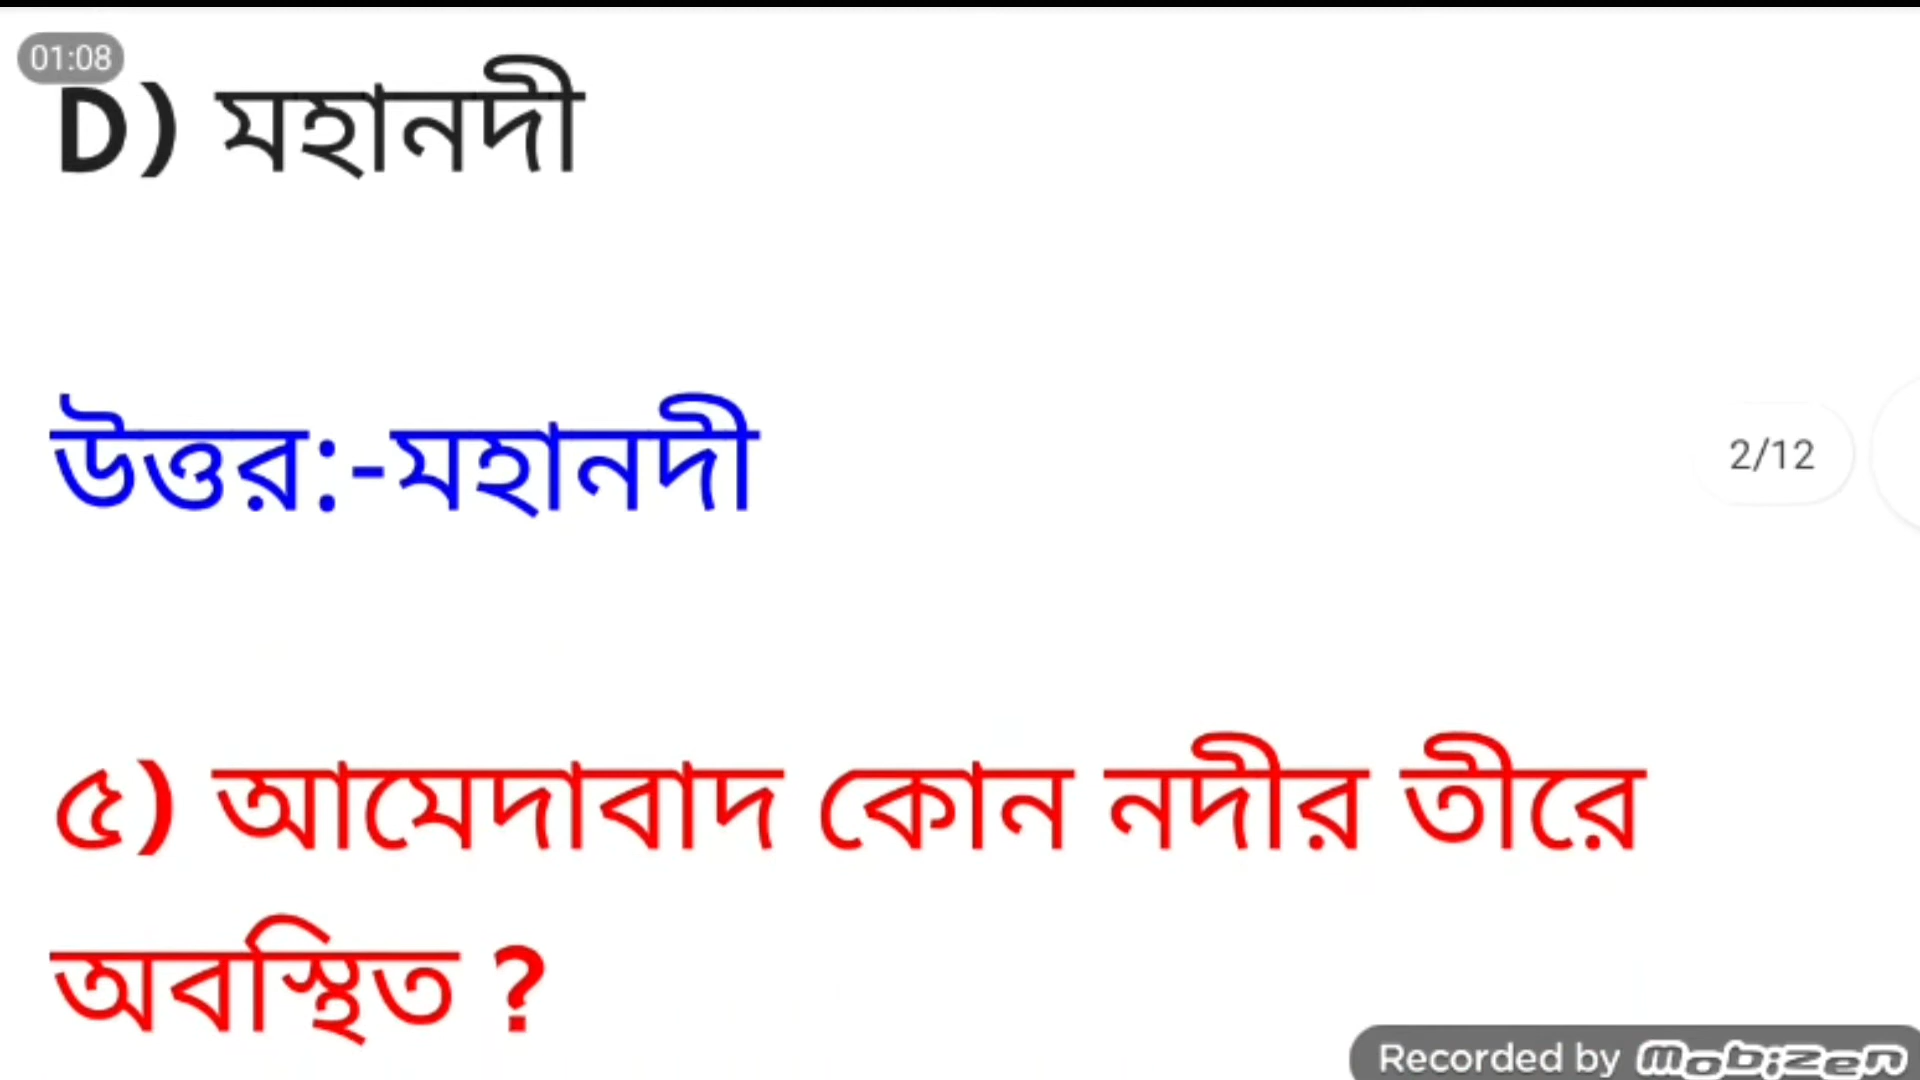 01:08
D) মহানদী
উত্তর:-মহানদী
2/12
৫) আমেদাবাদ কোন নদীর তীরে
অবস্থিত ?
Recorded by mobizen